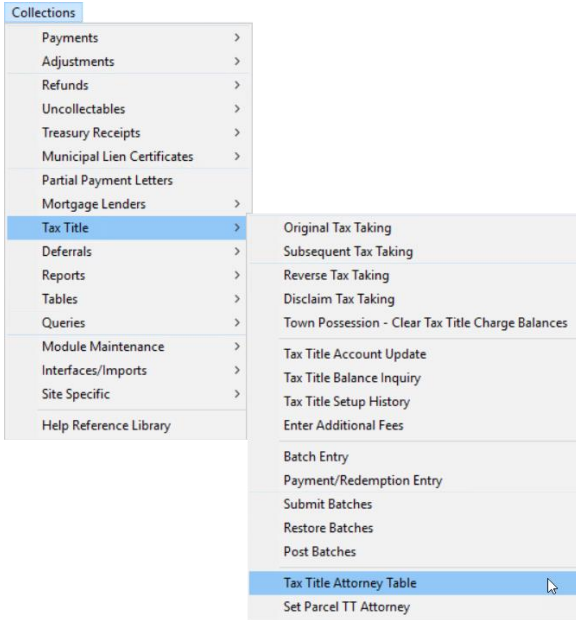 Collections
Payments
Adjustments
Refunds
Uncollectables
Treasury Receipts
Municipal Lien Certificates
Partial Payment Letters
Mortgage Lenders
Tax Title
Deferrals
Reports
Tables
Queries
Module Maintenance
Interfaces/Imports
Site Specific
Help Reference Library
Original Tax Taking
Subsequent Tax Taking
Reverse Tax Taking
Disclaim Tax Taking
Town Possession - Clear Tax Title Charge Balances
Tax Title Account Update
Tax Title Balance Inquiry
Tax Title Setup History
Enter Additional Fees
Batch Entry
Payment/Redemption Entry
Submit Batches
Restore Batches
Post Batches
Tax Title Attorney Table
Set Parcel TT Attorney